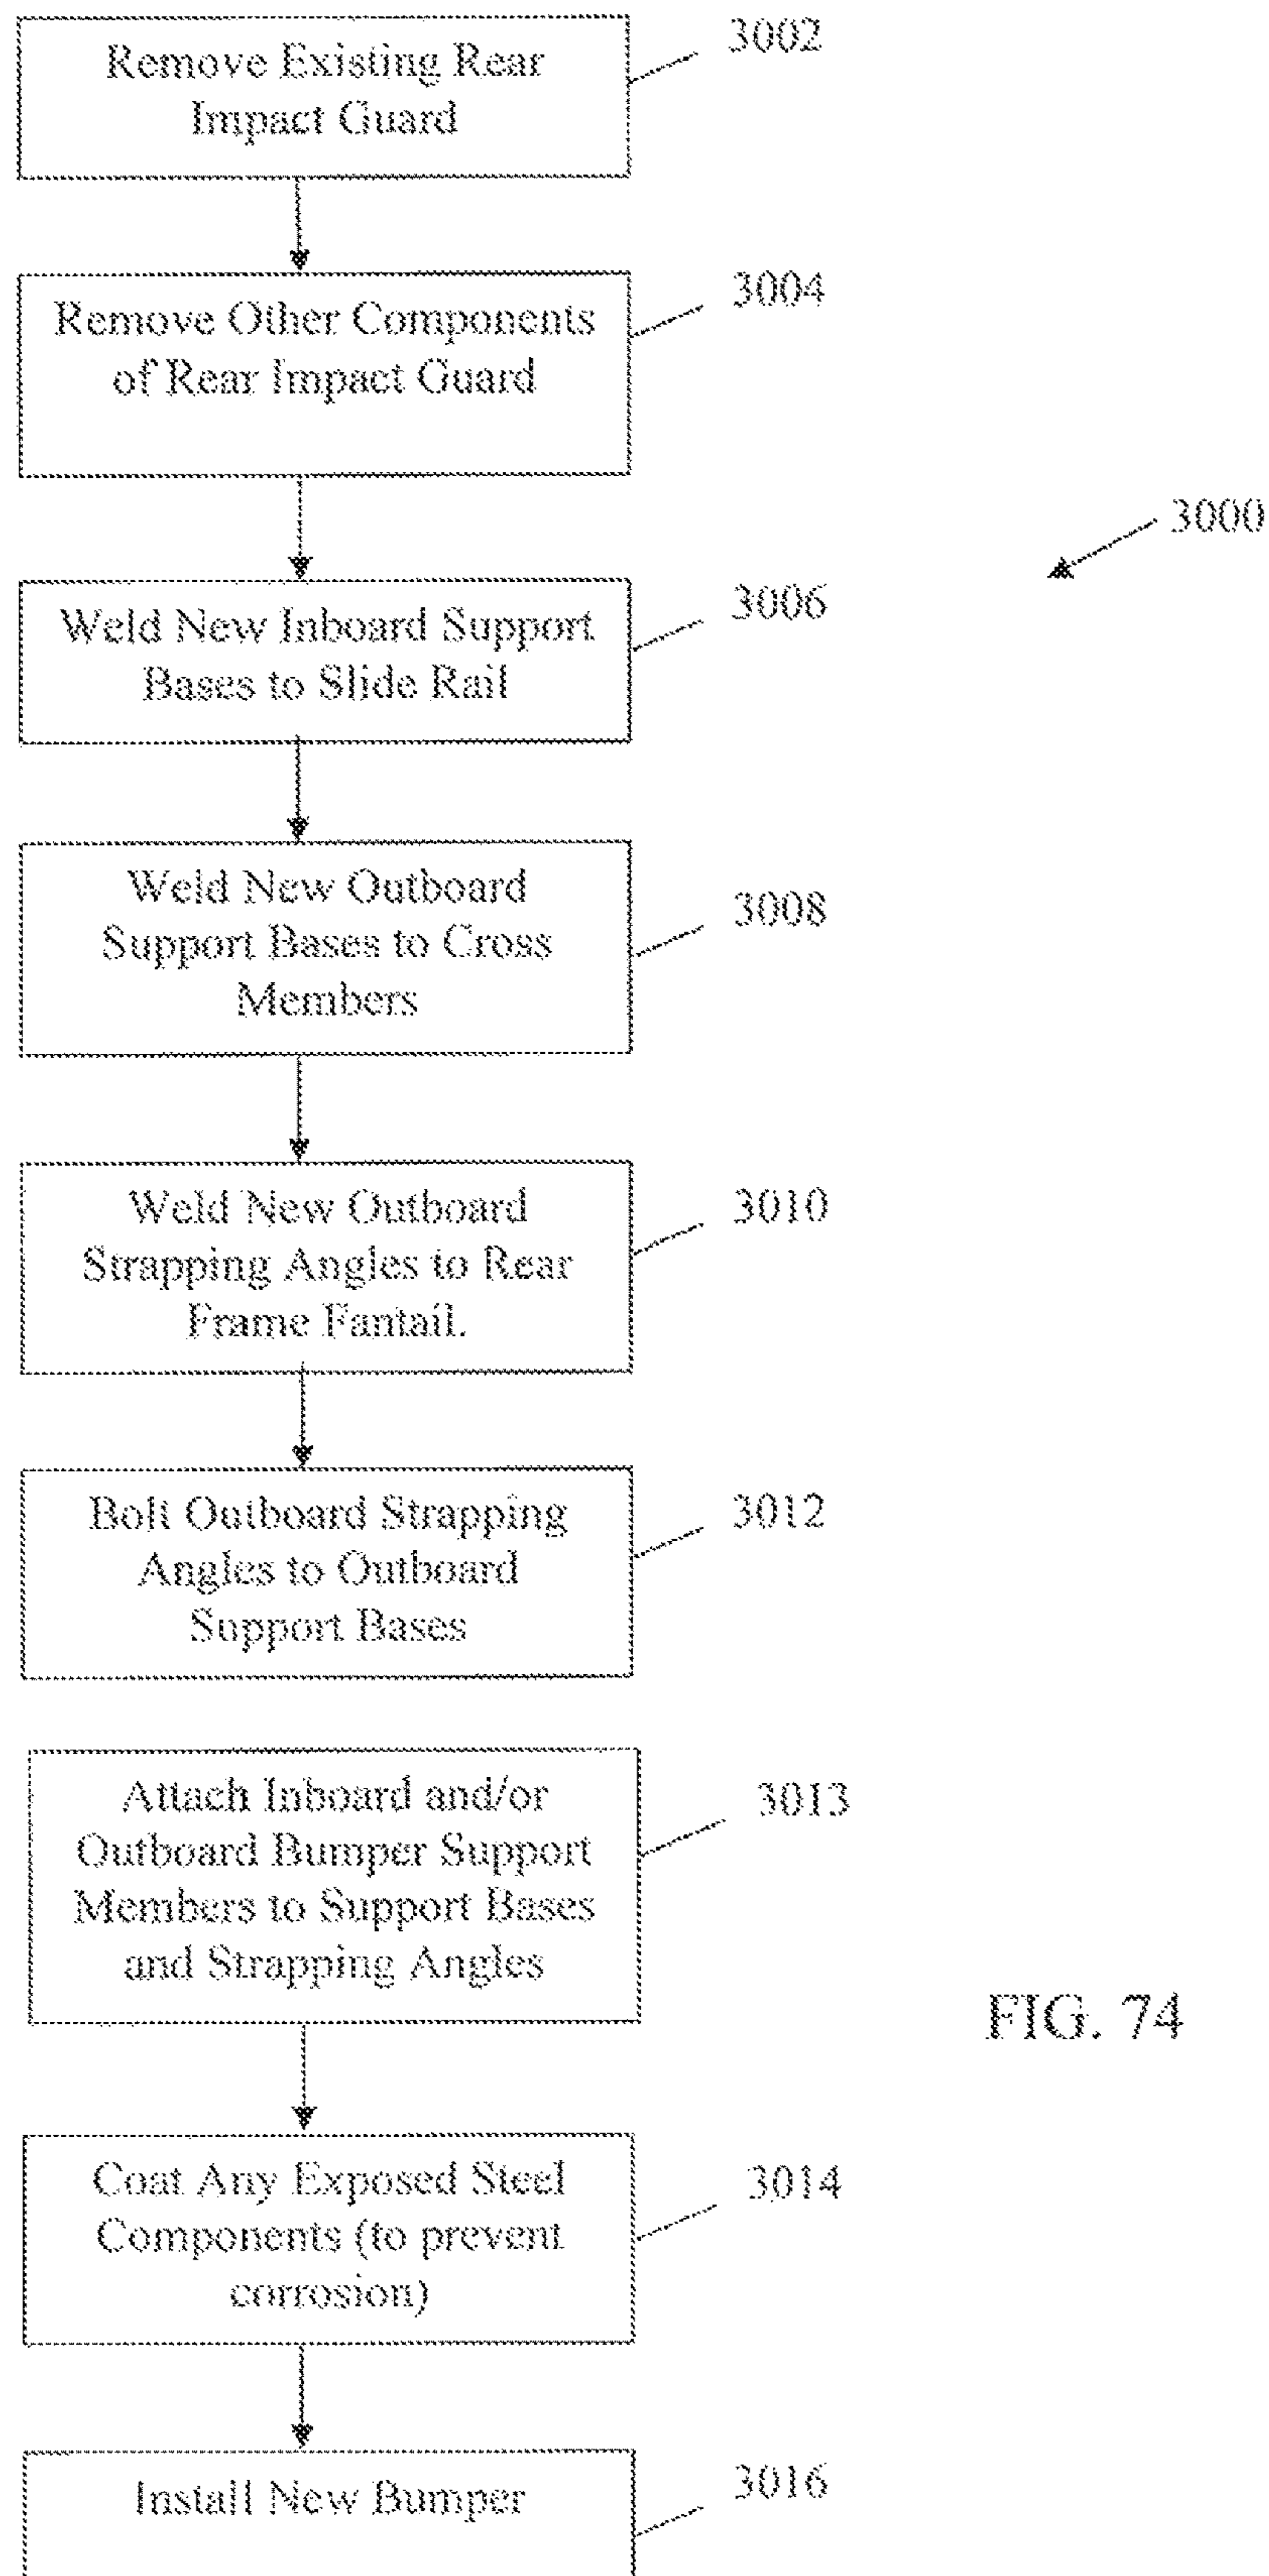 Remove Existing Rear
Impact Guard
3002
Remove Other Components
of Rear Impact Guard
3004
3000
Weld New Inboard Support
Bases to Slide Rail
3006
Weld New Outboard
Support Bases to Cross
Members
3008
Weld New Outboard
Strapping Angles to Rear
Frame Fantail.
3010
Bolt Outboard Strapping
Angles to Outboard
Support Bases
3012
Attach Inboard and/or
Outboard Bumper Support
Members to Support Bases
and Strapping Angles
3013
FIG. 74
Coat Any Exposed Steel
Components (to prevent
corrosion)
3014
Install New Bumper
3016